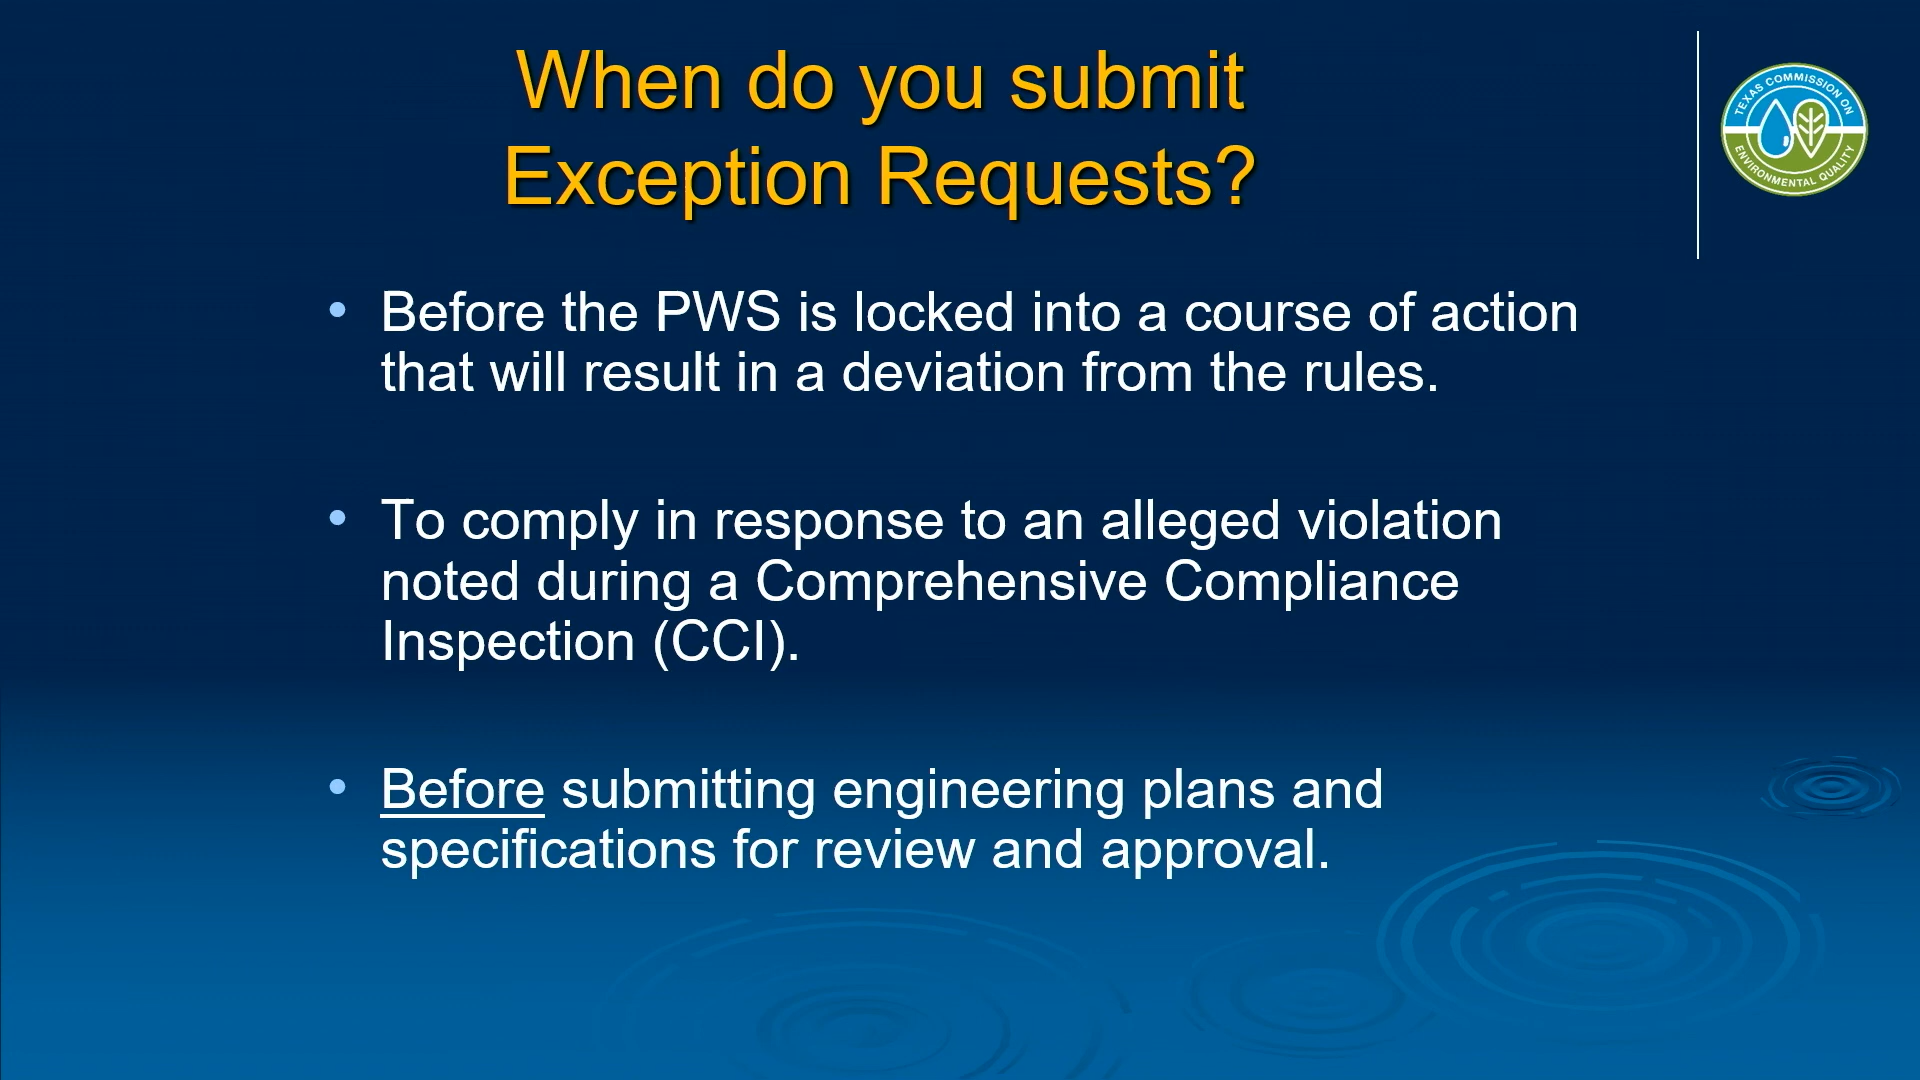 When do you submit
Exception Requests?
TEXAS COMMISSION ON
ENVIRONMENTAL QUALITY
• Before the PWS is locked into a course of action
that will result in a deviation from the rules.
• To comply in response to an alleged violation
noted during a Comprehensive Compliance
Inspection (CCI).
• Before submitting engineering plans and
specifications for review and approval.